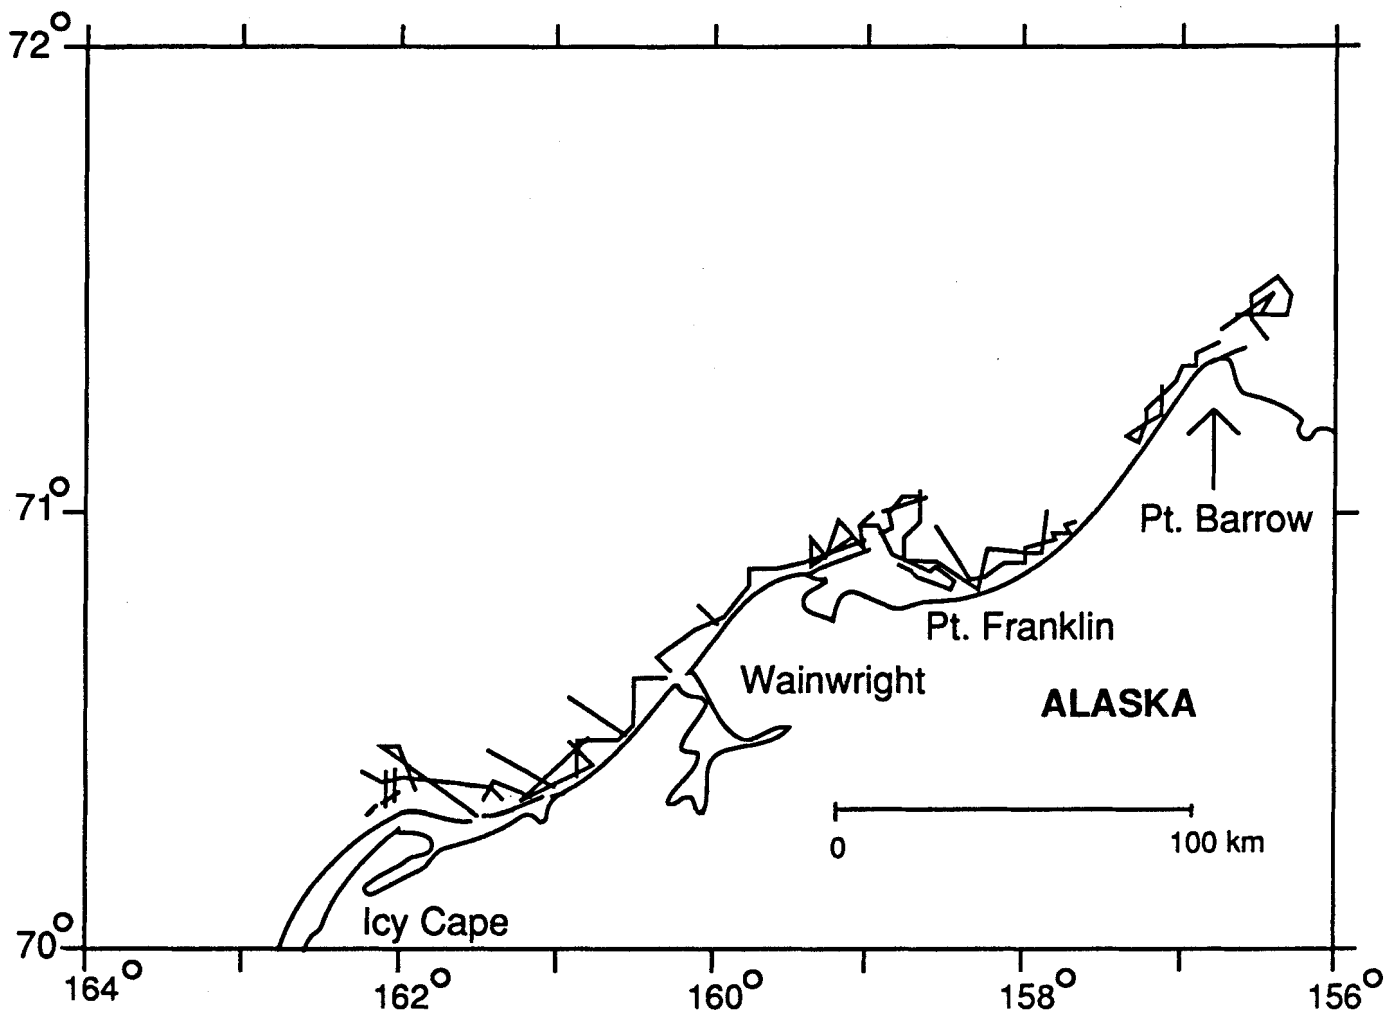 72°
71°
Pt. Barrow
Pt. Franklin
Wainwright
ALASKA
0 100 km
Icy Cape
70°
164° 162° 160° 158° 156°